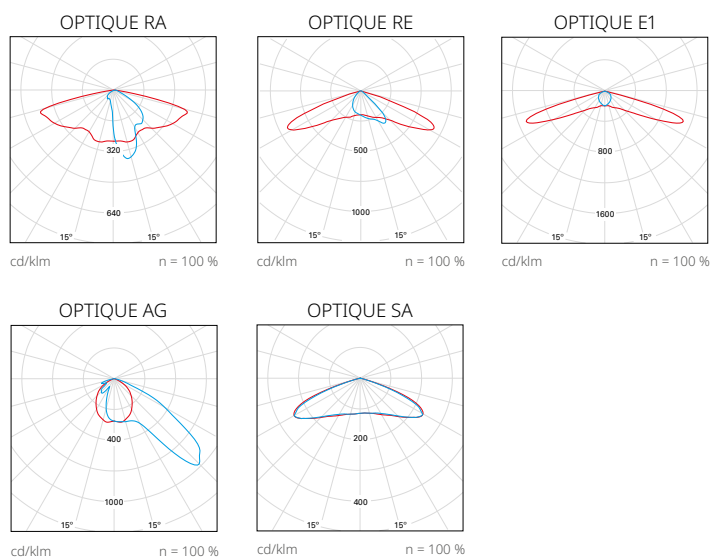 OPTIQUE RA
OPTIQUE RE
OPTIQUE E1
320
640
15°
15°
500
1000
15°
15°
800
1600
15°
15°
cd/klm
n = 100 %
cd/klm
n = 100 %
cd/klm
n = 100 %
OPTIQUE AG
OPTIQUE SA
400
1000
15°
15°
200
400
15°
15°
cd/klm
n = 100 %
cd/klm
n = 100 %